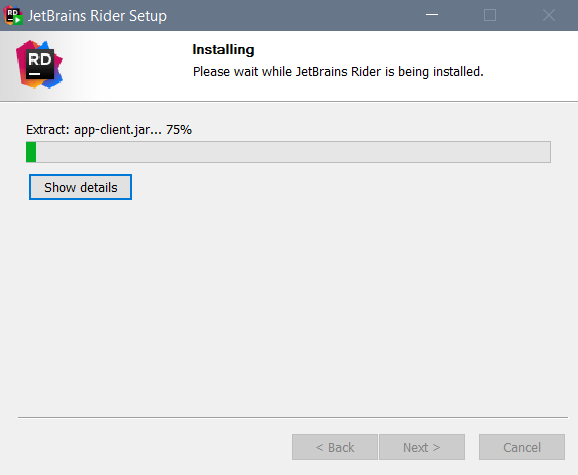 JetBrains Rider Setup
RD
Installing
Please wait while JetBrains Rider is being installed.
Extract: app-client.jar... 75%
Show details
< Back
Next >
Cancel